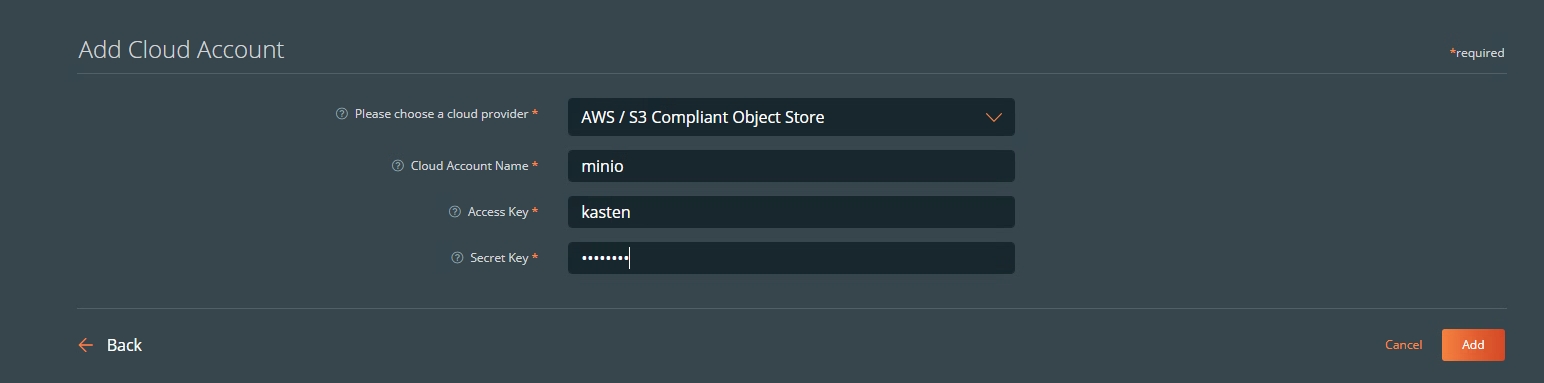 Add Cloud Account
*required
Please choose a cloud provider *
AWS / S3 Compliant Object Store
Cloud Account Name *
minio
Access Key *
kasten
Secret Key *
••••••••
Back
Cancel
Add